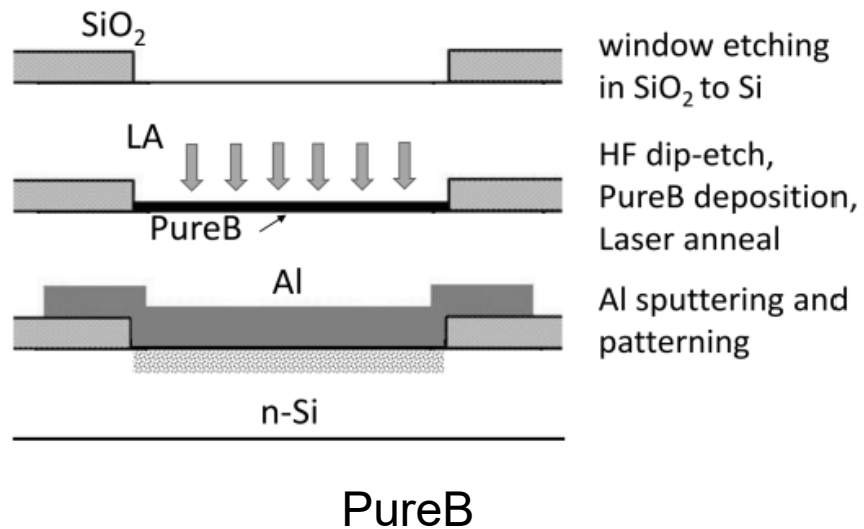 SiO₂
window etching
in SiO₂ to Si
LA
HF dip-etch,
PureB deposition,
Laser anneal
PureB
Al
Al sputtering and
patterning
n-Si
PureB